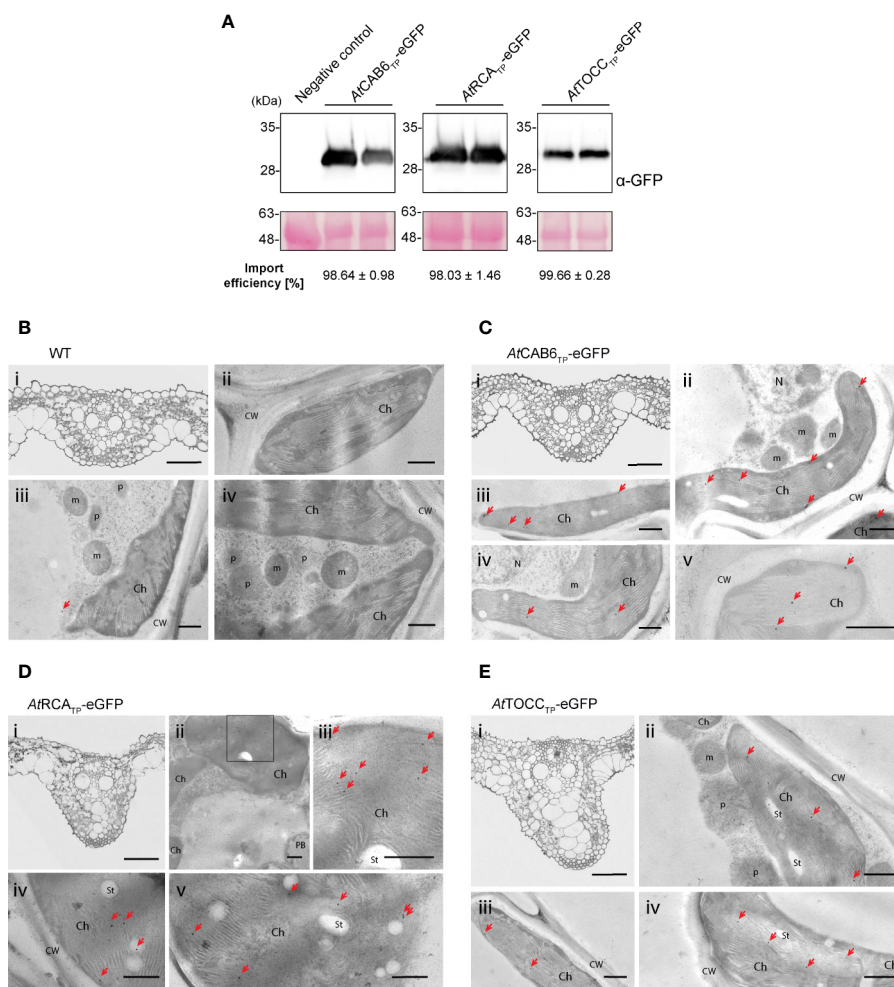 A
Negative control
AtCAB6TP-eGFP
AtRCATP-eGFP
AtTOCCTP-eGFP
(kDa)
35-
28-
35-
28-
35-
28-
α-GFP
63-
48-
63-
48-
63-
48-
Import efficiency [%]
98.64 ± 0.98
98.03 ± 1.46
99.66 ± 0.28
B
WT
i
ii
CW
Ch
iii
m
p
p
m
Ch
CW
iv
Ch
CW
p
m
p
m
Ch
C
AtCAB6TP-eGFP
i
ii
N
m
m
m
Ch
CW
Ch
iii
Ch
iv
N
m
Ch
v
CW
Ch
D
AtRCATP-eGFP
i
ii
Ch
Ch
Ch
PB
iii
Ch
St
iv
St
Ch
CW
v
Ch
St
E
AtTOCCTP-eGFP
i
ii
Ch
m
CW
Ch
p
St
St
p
iii
CW
Ch
iv
St
CW
Ch
Ch